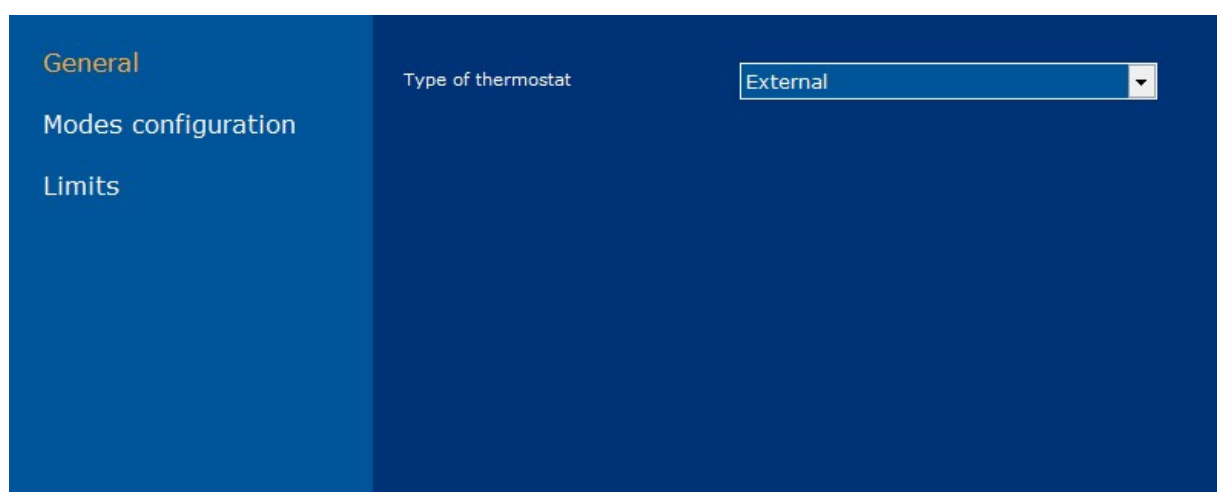 General
Modes configuration
Limits
Type of thermostat
External